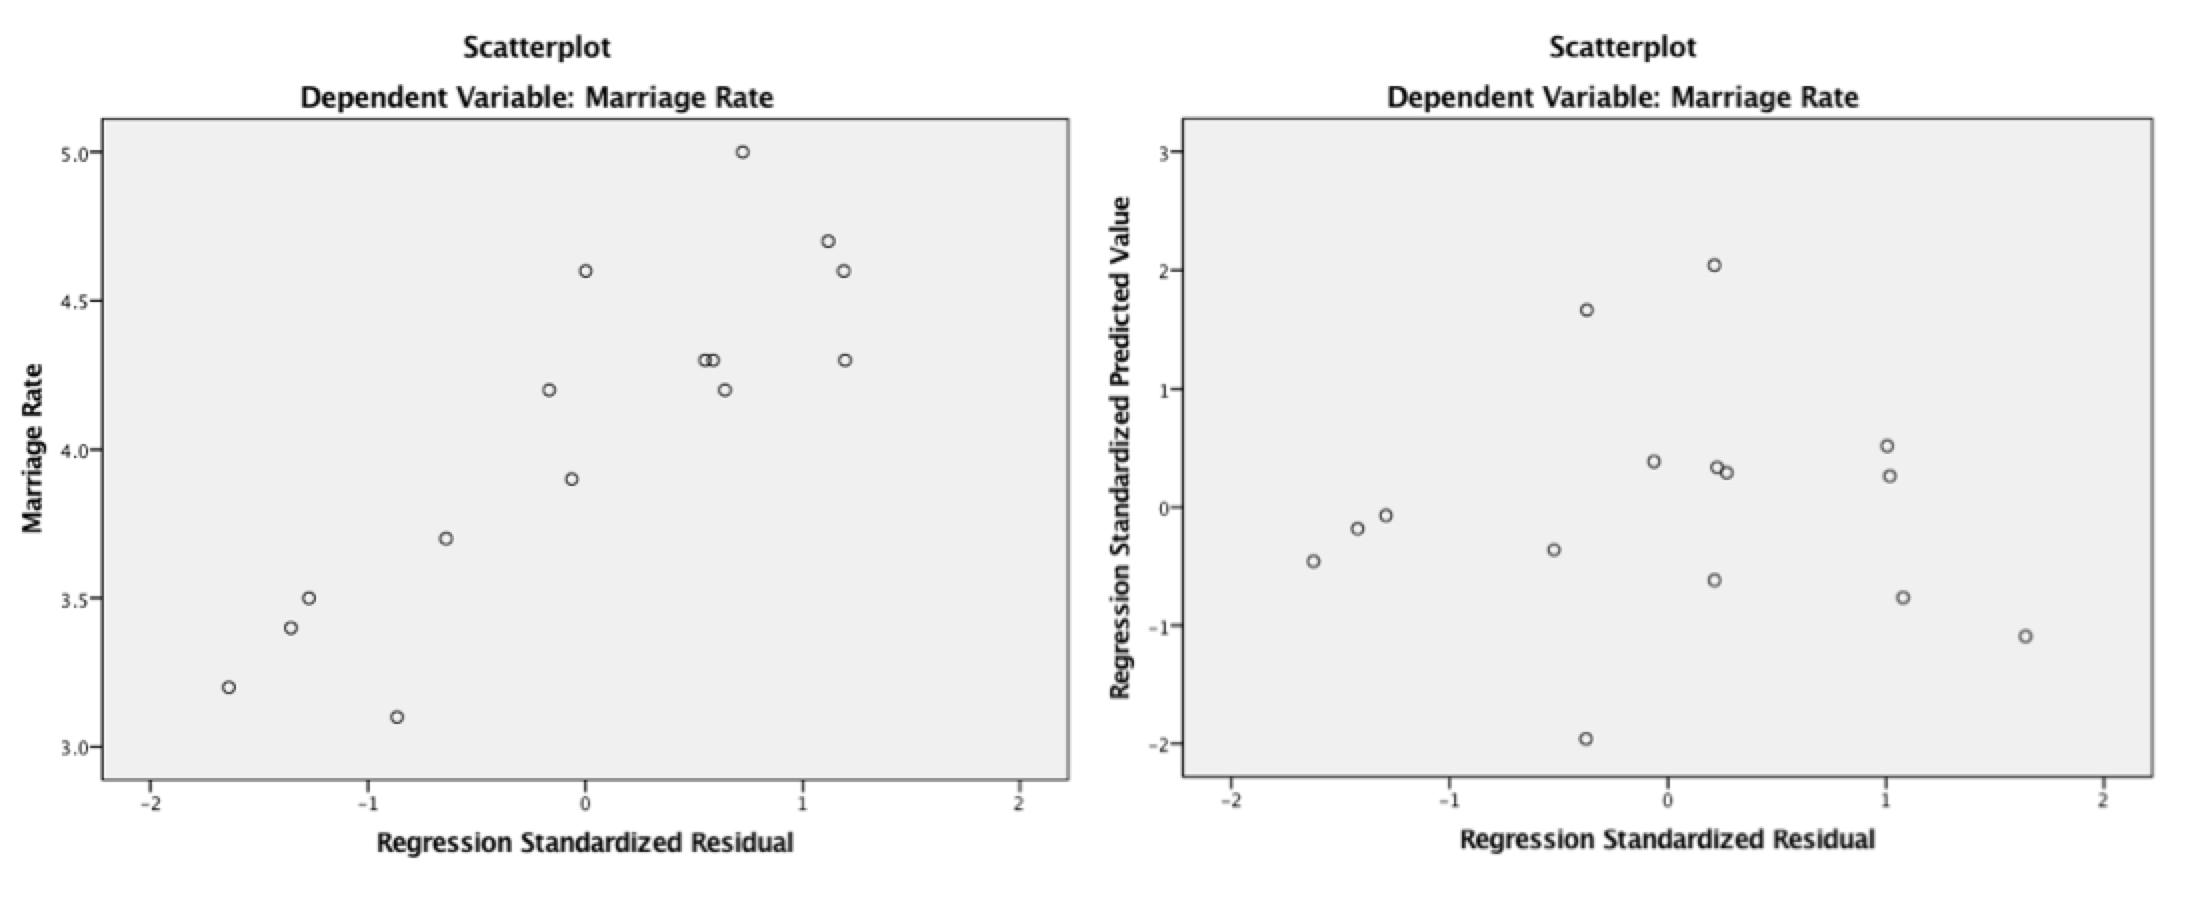 Scatterplot
Dependent Variable: Marriage Rate
5.0
4.5
4.0
3.5
3.0
Marriage Rate
-2 -1 0 1 2
Regression Standardized Residual
Scatterplot
Dependent Variable: Marriage Rate
3
2
1
0
-1
-2
Regression Standardized Predicted Value
-2 -1 0 1 2
Regression Standardized Residual